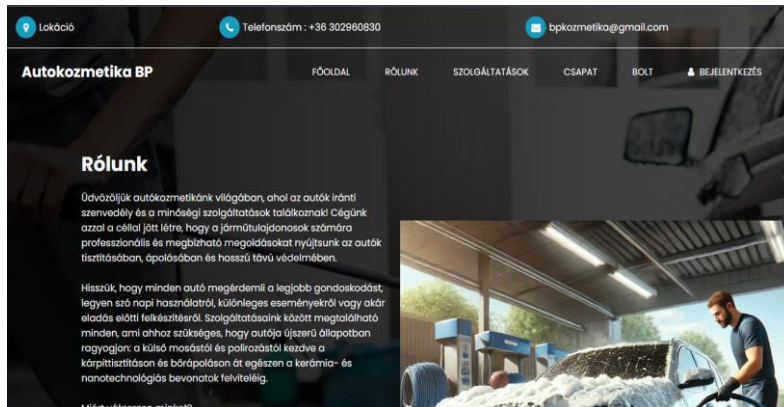 Lokáció
Telefonszám : +36 302960830
bpkozmetika@gmail.com
Autokozmetika BP
FŐOLDAL
RÓLUNK
SZOLGÁLTATÁSOK
CSAPAT
BOLT
BEJELENTKEZÉS
Rólunk
Üdvözöljük autókozmetikánk világában, ahol az autók iránti
szenvedély és a minőségi szolgáltatások találkoznak! Cégünk
azzal a céllal jött létre, hogy a járműtulajdonosok számára
professzionális és megbízható megoldásokat nyújtsunk az autók
tisztításában, ápolásában és hosszú távú védelmében.
Hisszük, hogy minden autó megérdemli a legjobb gondoskodást,
legyen szó napi használatról, különleges eseményekről vagy akár
eladás előtti felkészítésről. Szolgáltatásaink között megtalálható
minden, ami ahhoz szükséges, hogy autója újszerű állapotban
ragyogjon: a külső mosástól és polírozástól kezdve a
kárpittisztításon és bőrápoláson át egészen a kerámia- és
nanotechnológiás bevonatok felviteléig.
Miért válasszon minket?